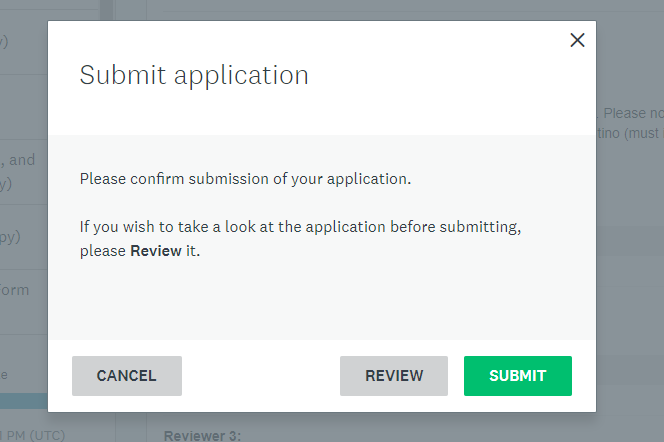 y)
Submit application
. Please no
tino (must
, and
y)
Please confirm submission of your application.
If you wish to take a look at the application before submitting,
please Review it.
py)
orm
e
CANCEL
REVIEW
SUBMIT
PM (UTC)
Reviewer 3: